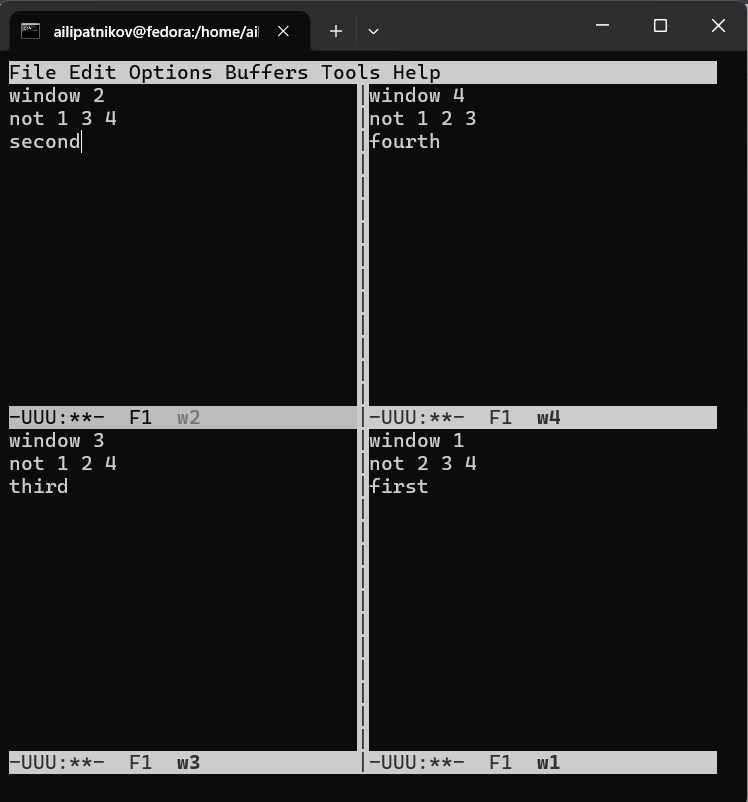 ailipatnikov@fedora:/home/ai
File Edit Options Buffers Tools Help
window 2
not 1 3 4
second
-UUU:**-  F1  w2
window 4
not 1 2 3
fourth
-UUU:**-  F1  w4
window 3
not 1 2 4
third
-UUU:**-  F1  w3
window 1
not 2 3 4
first
-UUU:**-  F1  w1